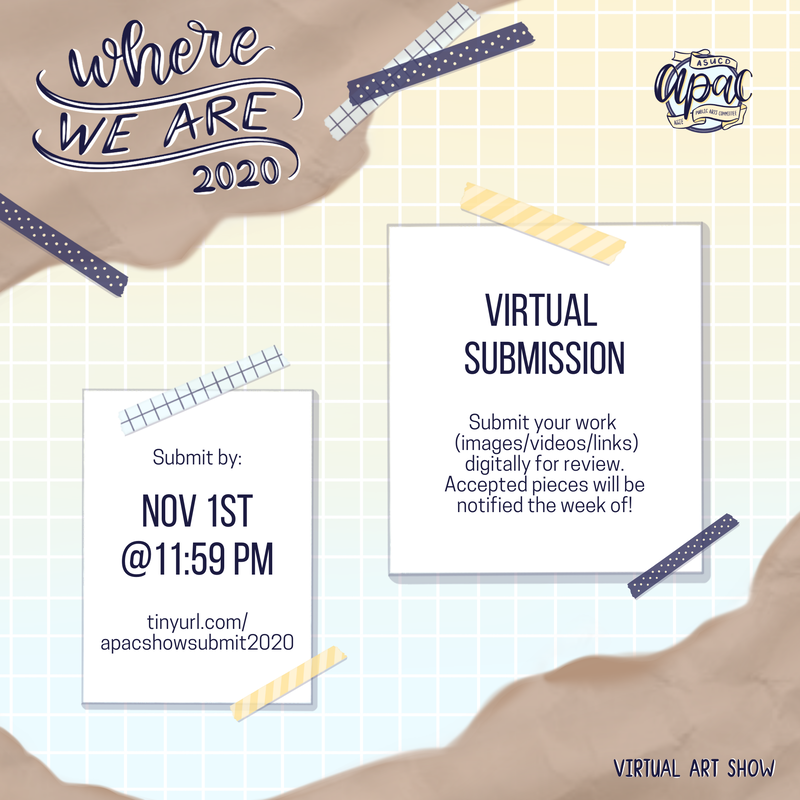 where
WE ARE
2020
ASUCD
apac
PUBLIC ARTS COMMITTEE
VIRTUAL
SUBMISSION
Submit your work
(images/videos/links)
digitally for review.
Accepted pieces will be
notified the week of!
Submit by:
NOV 1ST
@11:59 PM
tinyurl.com/
apacshowsubmit2020
VIRTUAL ART SHOW